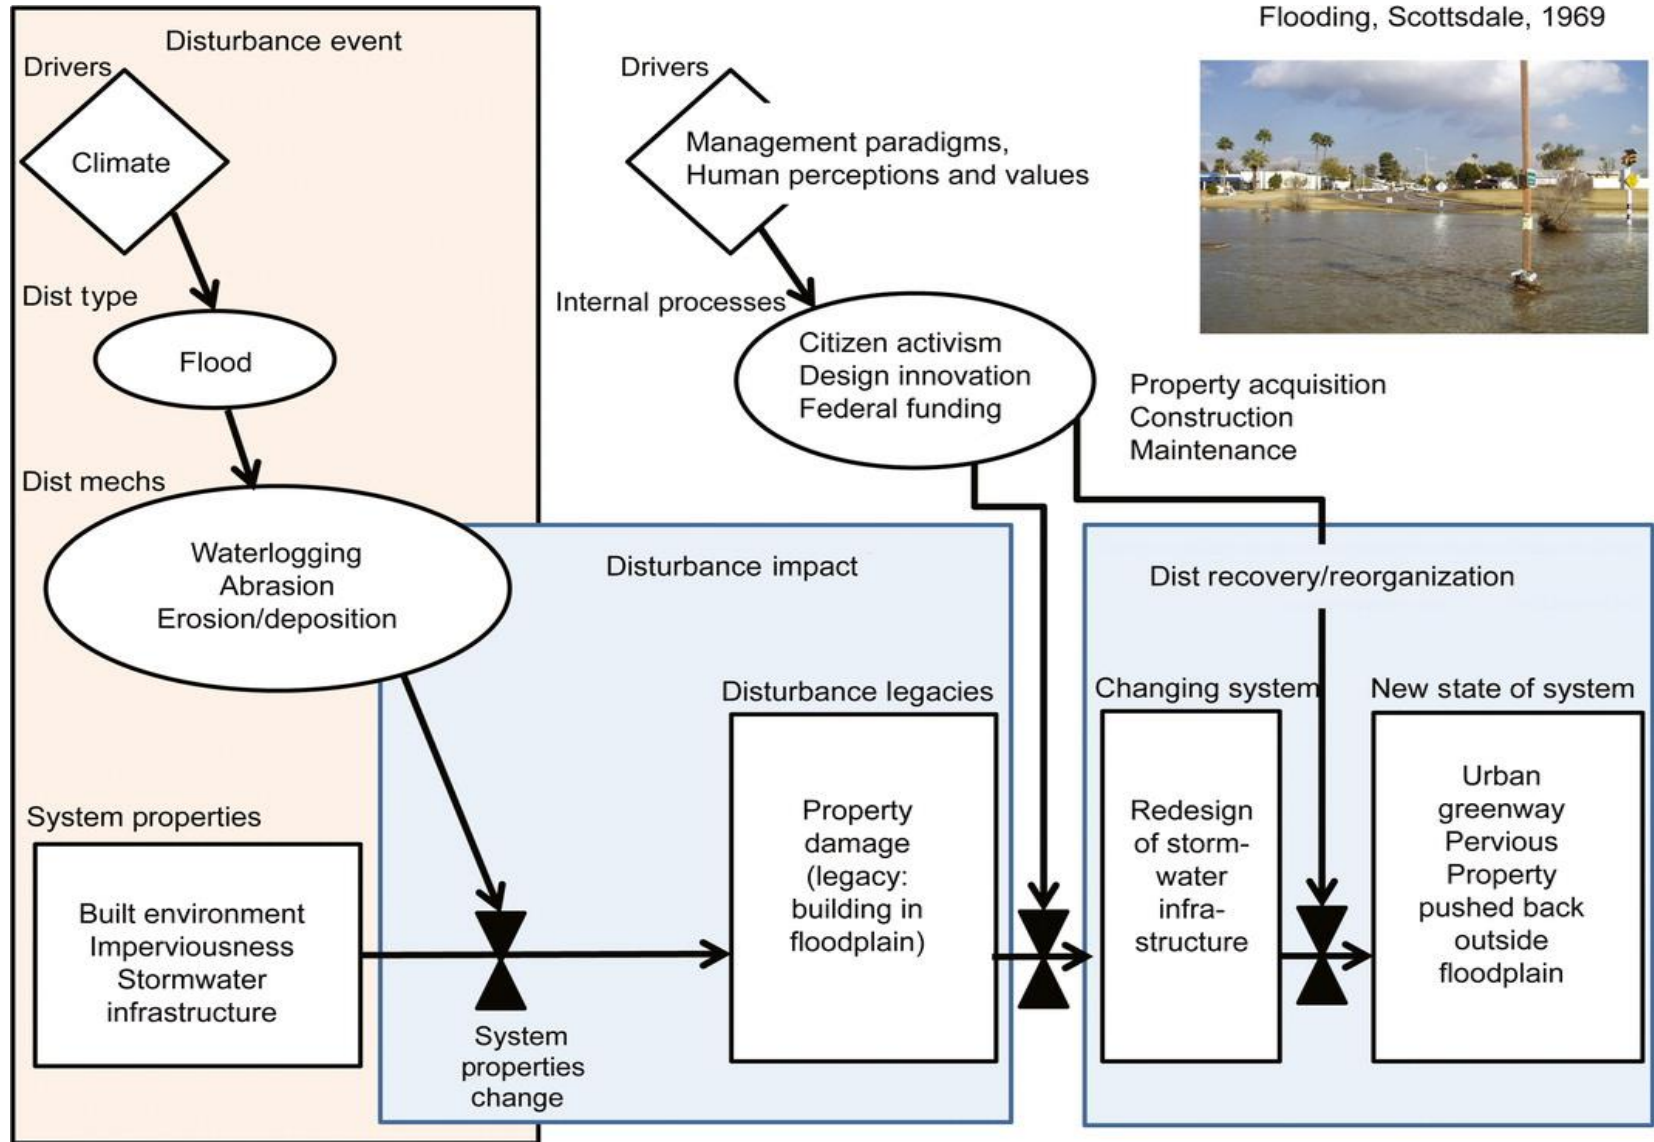 Flooding, Scottsdale, 1969
Disturbance event
Drivers
Climate
Dist type
Flood
Dist mechs
Waterlogging
Abrasion
Erosion/deposition
System properties
Built environment
Imperviousness
Stormwater
infrastructure
Drivers
Management paradigms,
Human perceptions and values
Internal processes
Citizen activism
Design innovation
Federal funding
Property acquisition
Construction
Maintenance
Disturbance impact
System
properties
change
Disturbance legacies
Property
damage
(legacy:
building in
floodplain)
Dist recovery/reorganization
Changing system
Redesign
of storm-
water
infra-
structure
New state of system
Urban
greenway
Pervious
Property
pushed back
outside
floodplain